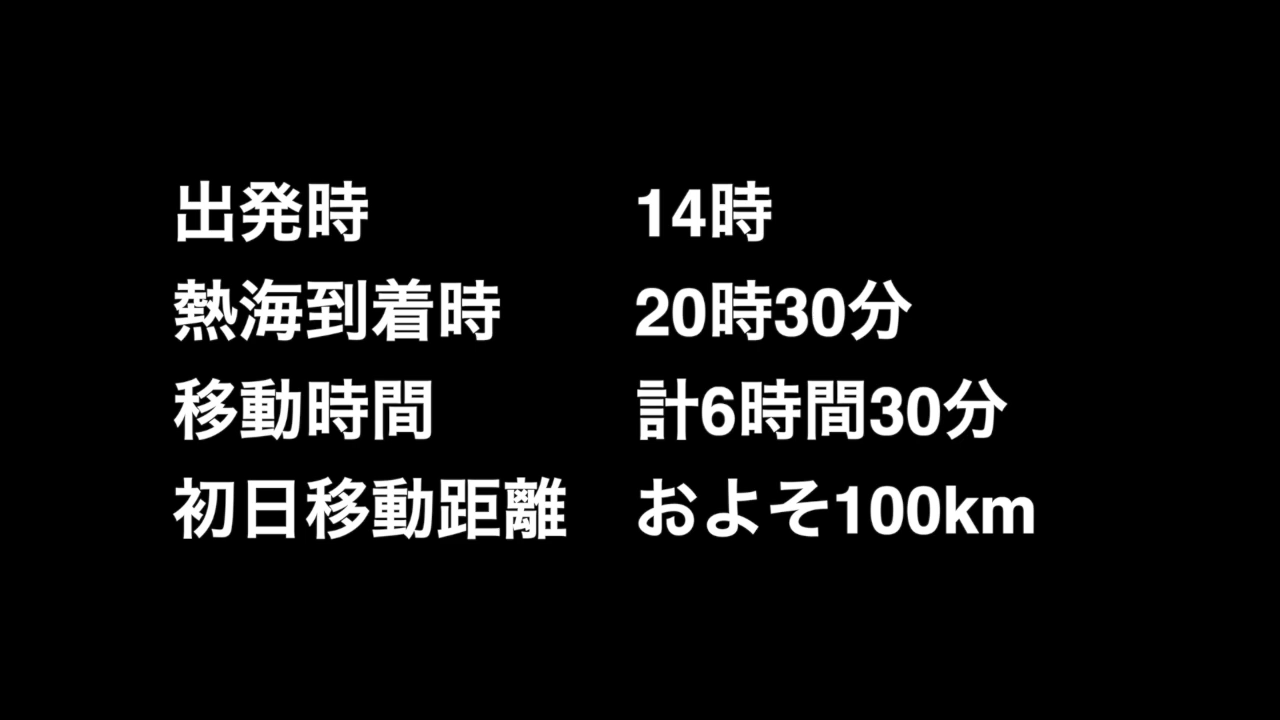 出発時 14時
熱海到着時 20時30分
移動時間 計6時間30分
初日移動距離 およそ100km